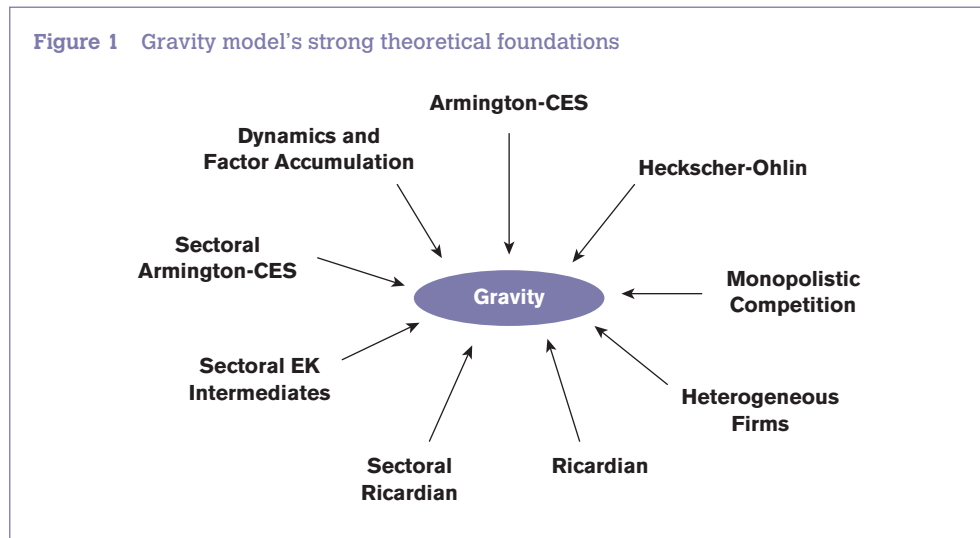 Figure 1 Gravity model's strong theoretical foundations
Armington-CES
Dynamics and
Factor Accumulation
Heckscher-Ohlin
Sectoral
Armington-CES
Gravity
Monopolistic
Competition
Sectoral EK
Intermediates
Heterogeneous
Firms
Sectoral
Ricardian
Ricardian